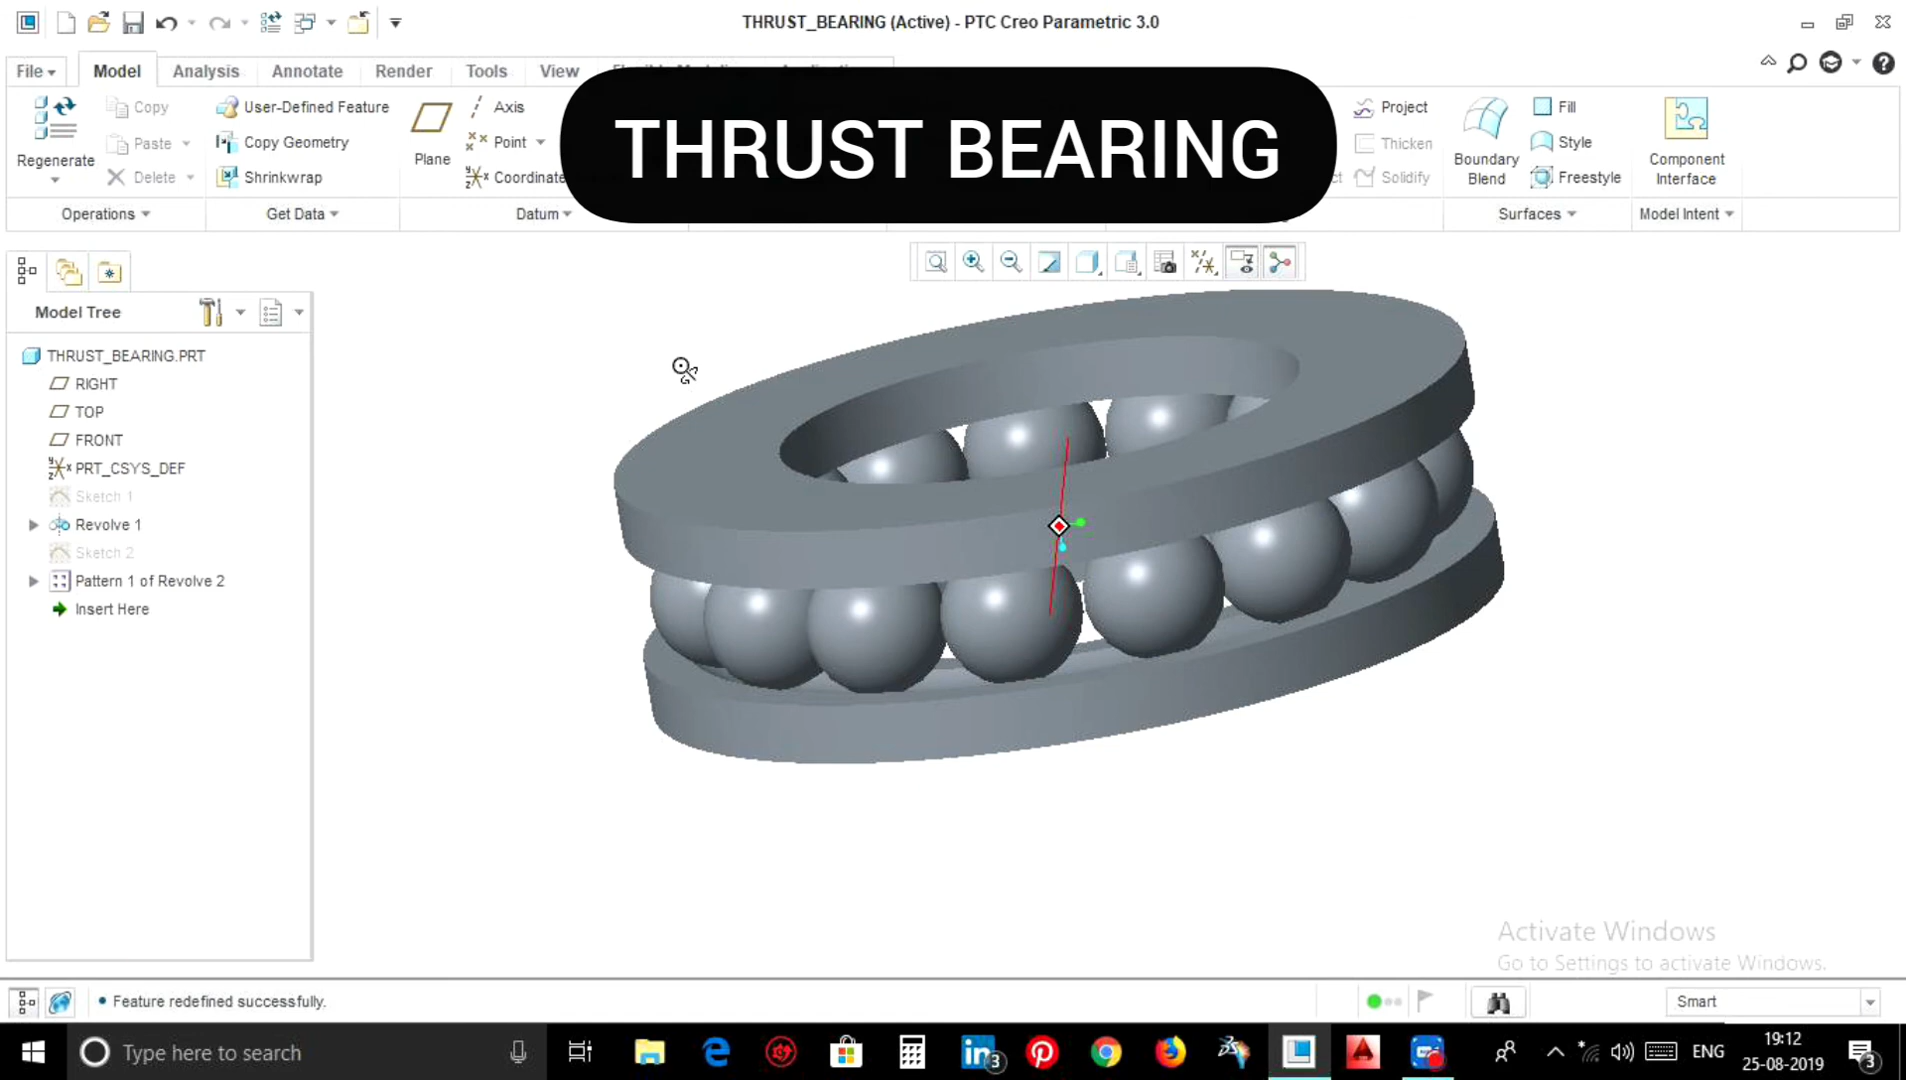 THRUST_BEARING (Active) - PTC Creo Parametric 3.0
File
Model
Analysis
Annotate
Render
Tools
View
THRUST BEARING
Regenerate
Copy
Paste
Delete
User-Defined Feature
Copy Geometry
Shrinkwrap
Plane
Axis
Point
Coordinate
Project
Thicken
Solidify
Boundary
Blend
Fill
Style
Freestyle
Component
Interface
Operations
Get Data
Datum
Surfaces
Model Intent
Model Tree
THRUST_BEARING.PRT
RIGHT
TOP
FRONT
PRT_CSYS_DEF
Sketch 1
Revolve 1
Sketch 2
Pattern 1 of Revolve 2
Insert Here
Activate Windows
Go to Settings to activate Windows.
• Feature redefined successfully.
Smart
Type here to search
3
ENG
19:12
25-08-2019
3